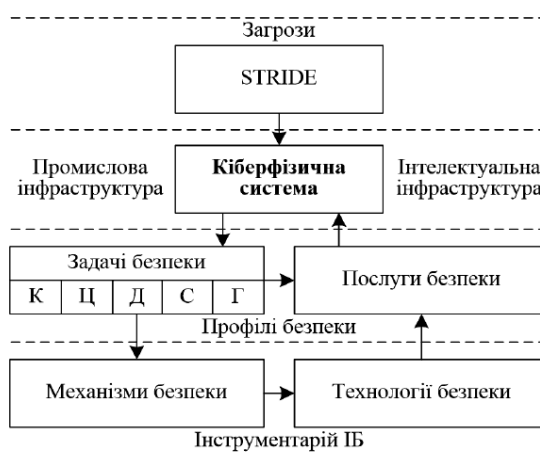 Загрози
STRIDE
Промислова
інфраструктура
Кіберфізична
система
Інтелектуальна
інфраструктура
Задачі безпеки
К Ц Д С Г
Послуги безпеки
Профілі безпеки
Механізми безпеки
Технології безпеки
Інструментарій ІБ